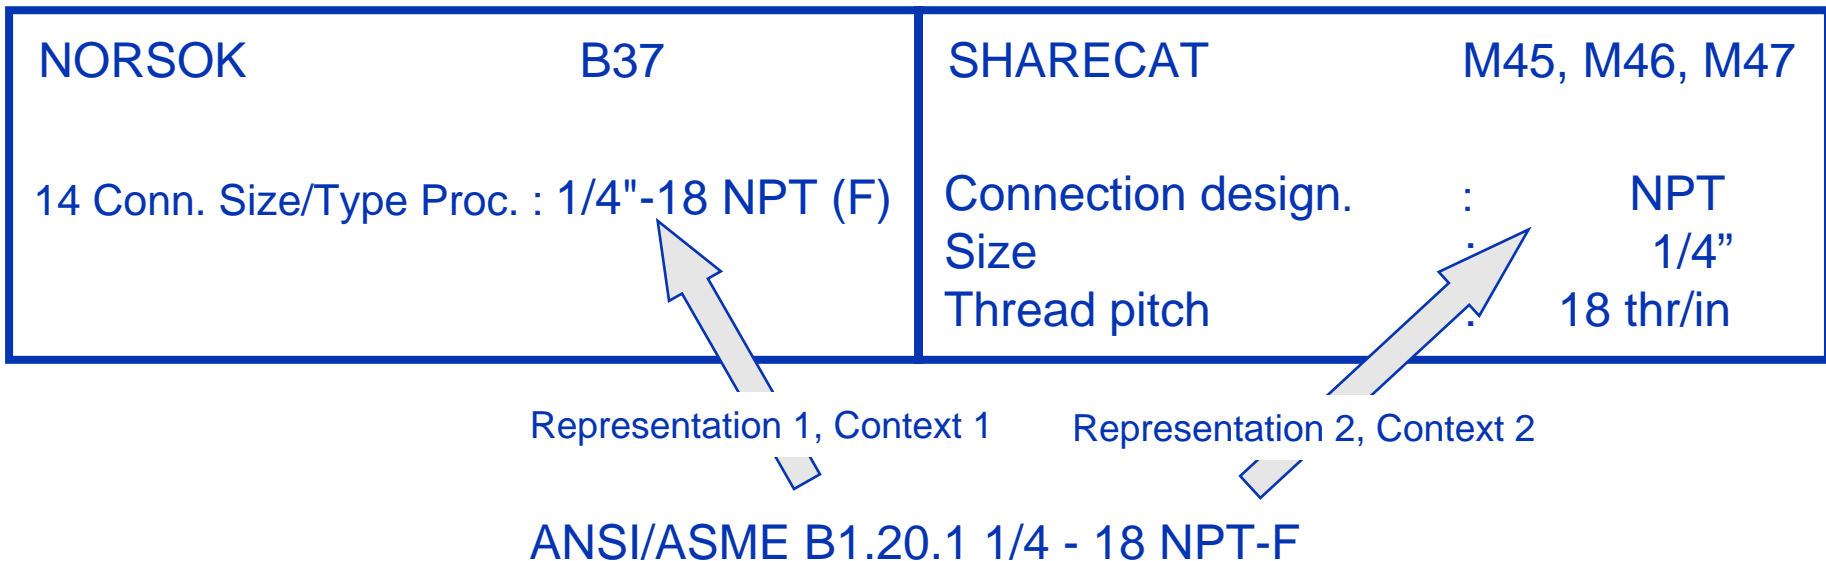 NORSOK B37
14 Conn. Size/Type Proc. : 1/4"-18 NPT (F)
SHARECAT M45, M46, M47
Connection design. : NPT
Size : 1/4”
Thread pitch : 18 thr/in
Representation 1, Context 1
Representation 2, Context 2
ANSI/ASME B1.20.1 1/4 - 18 NPT-F